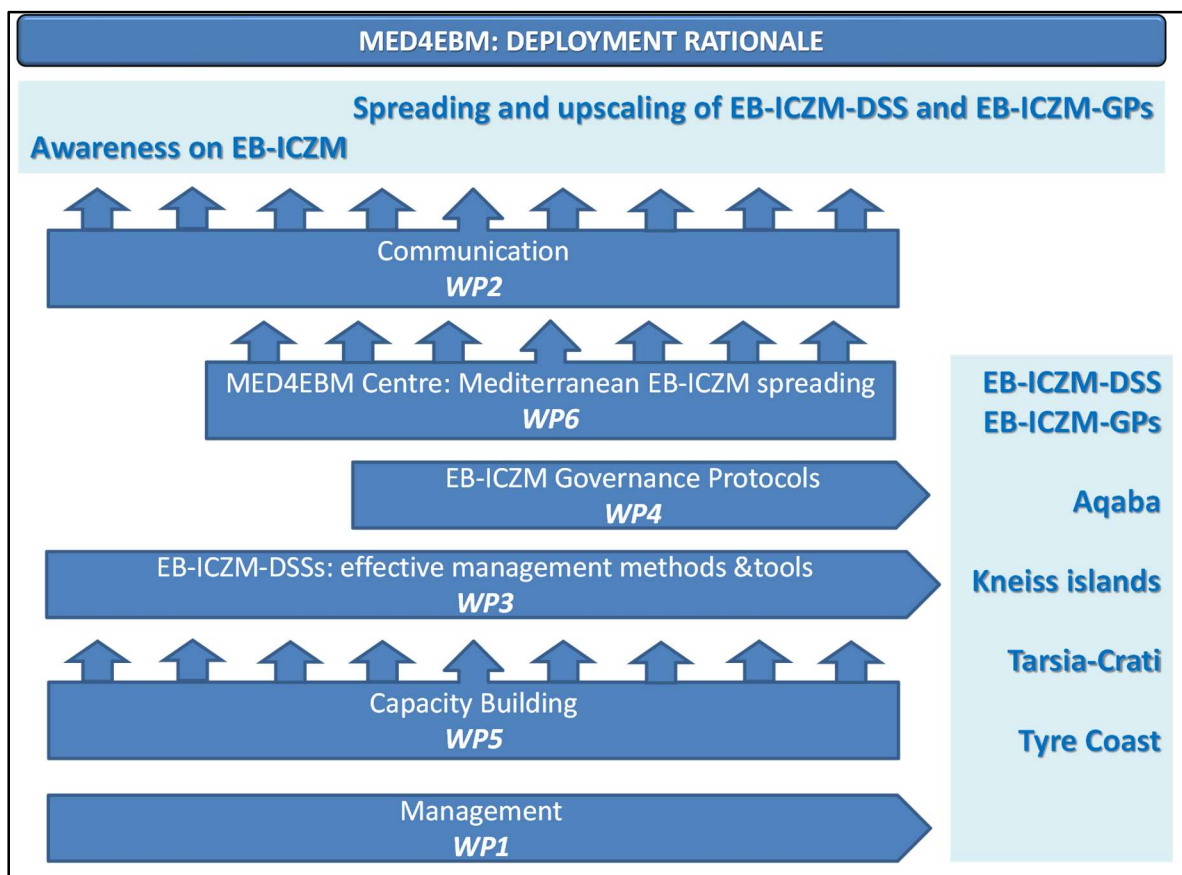 MED4EBM: DEPLOYMENT RATIONALE
Spreading and upscaling of EB-ICZM-DSS and EB-ICZM-GPs
Awareness on EB-ICZM
Communication
WP2
MED4EBM Centre: Mediterranean EB-ICZM spreading
WP6
EB-ICZM Governance Protocols
WP4
EB-ICZM-DSSs: effective management methods &tools
WP3
Capacity Building
WP5
Management
WP1
EB-ICZM-DSS
EB-ICZM-GPs
Aqaba
Kneiss islands
Tarsia-Crati
Tyre Coast